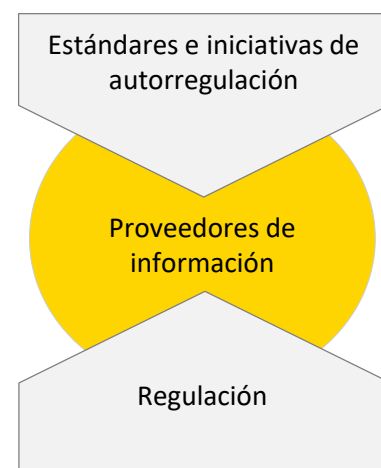 Estándares e iniciativas de
autorregulación
Proveedores de
información
Regulación